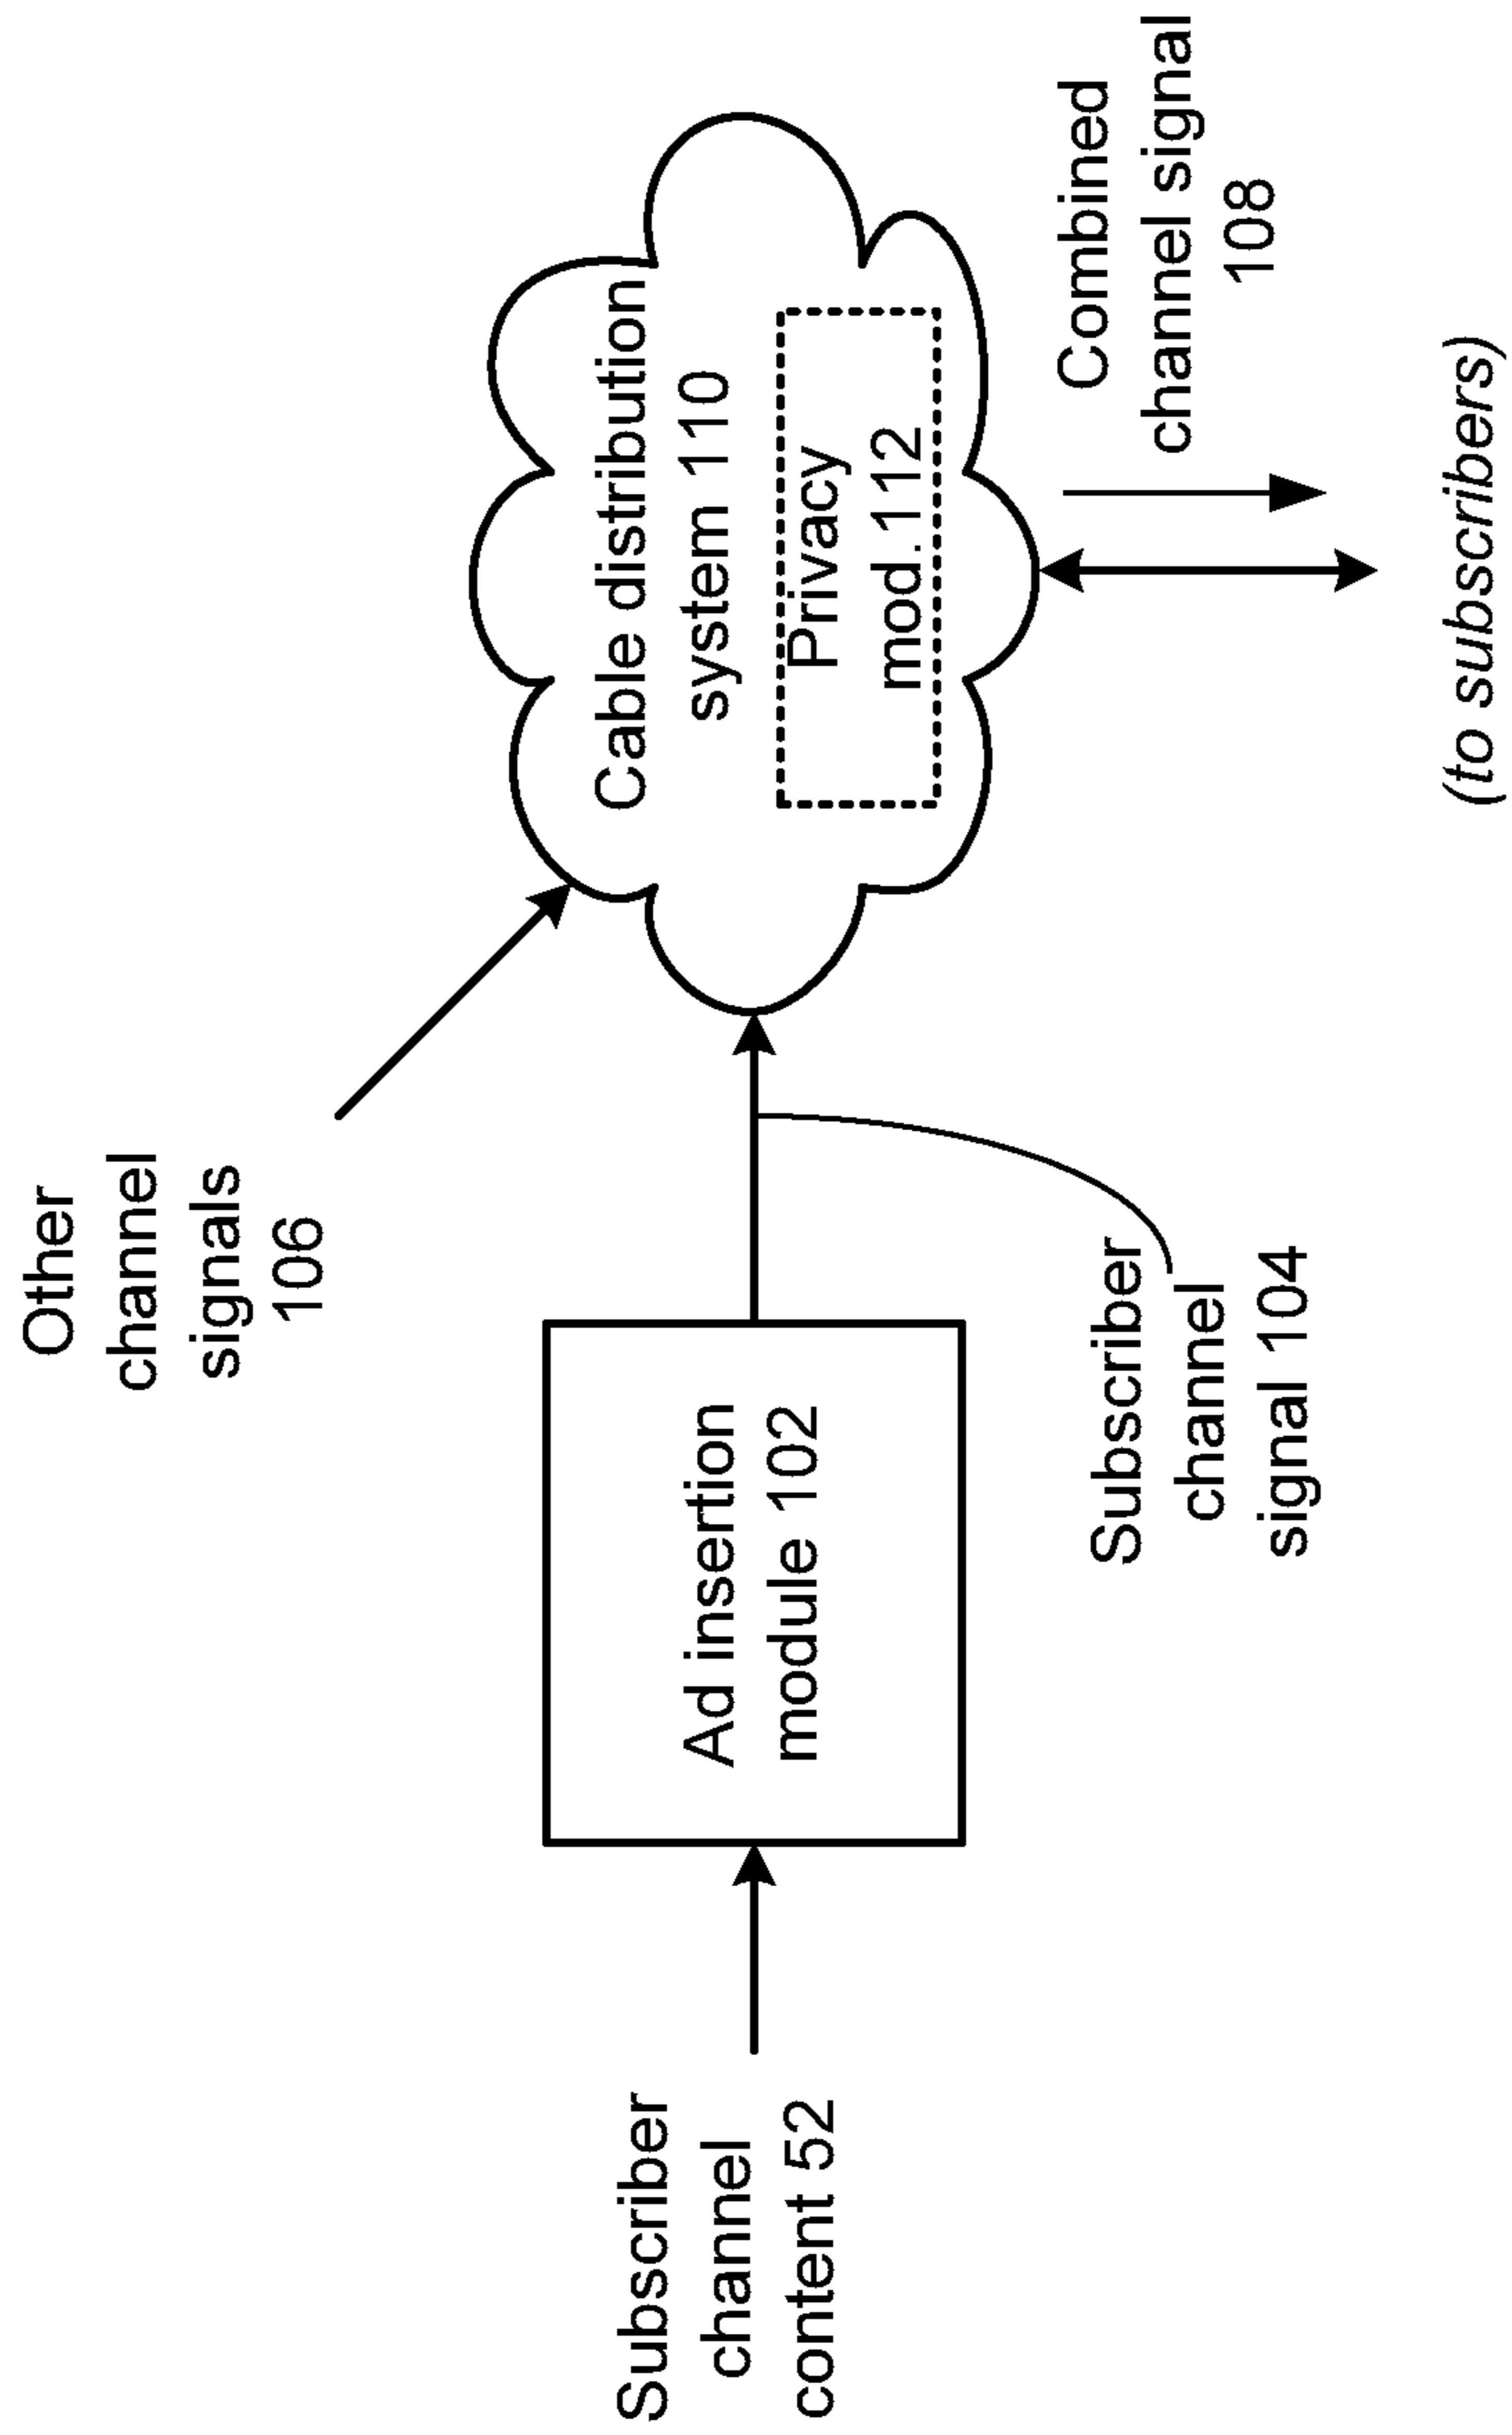 Other
channel
signals
106
Subscriber
channel
content 52
Ad insertion
module 102
Subscriber
channel
signal 104
Cable distribution
system 110
Privacy
mod.112
Combined
channel signal
108
(to subscribers)